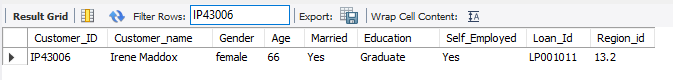 Result Grid Filter Rows: IP43006 Export: Wrap Cell Content: IA
Customer_ID Customer_name Gender Age Married Education Self_Employed Loan_Id Region_id
IP43006 Irene Maddox female 66 Yes Graduate Yes LP001011 13.2